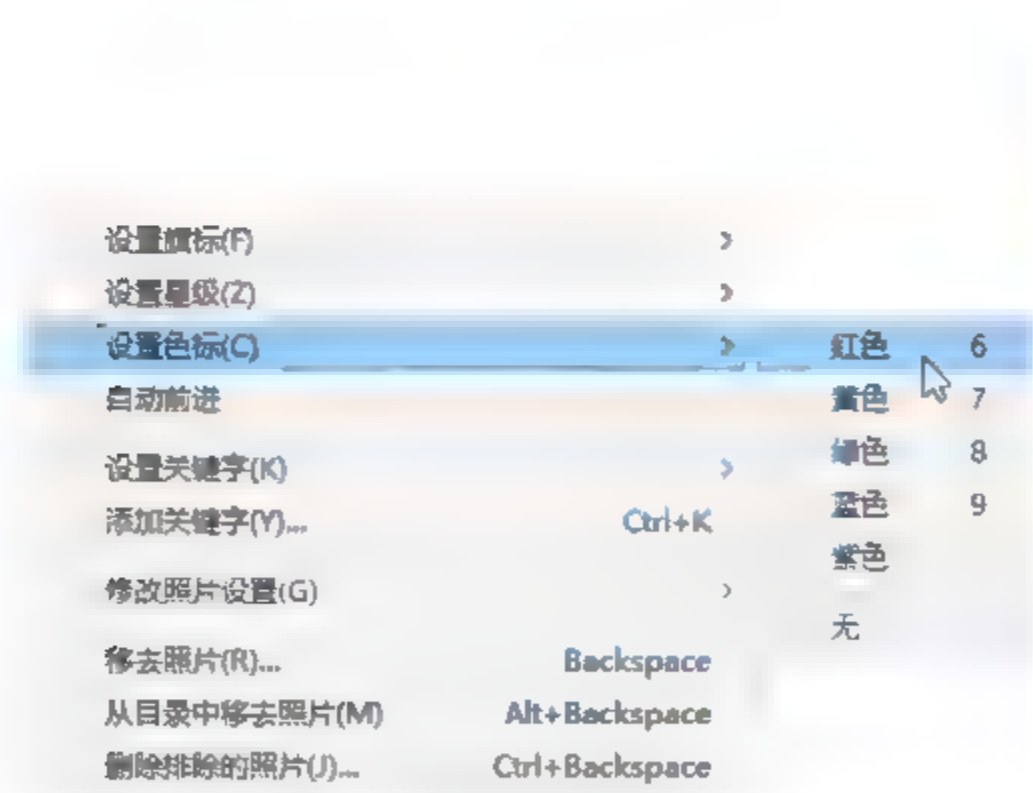 设置旗标(F) >
设置星级(Z) >
设置色标(C) > 红色 6
自动前进 黄色 7
设置关键字(K) > 绿色 8
添加关键字(Y)... Ctrl+K 蓝色 9
紫色
修改照片设置(G) >
无
移去照片(R)... Backspace
从目录中移去照片(M) Alt+Backspace
删除排除的照片(J)... Ctrl+Backspace